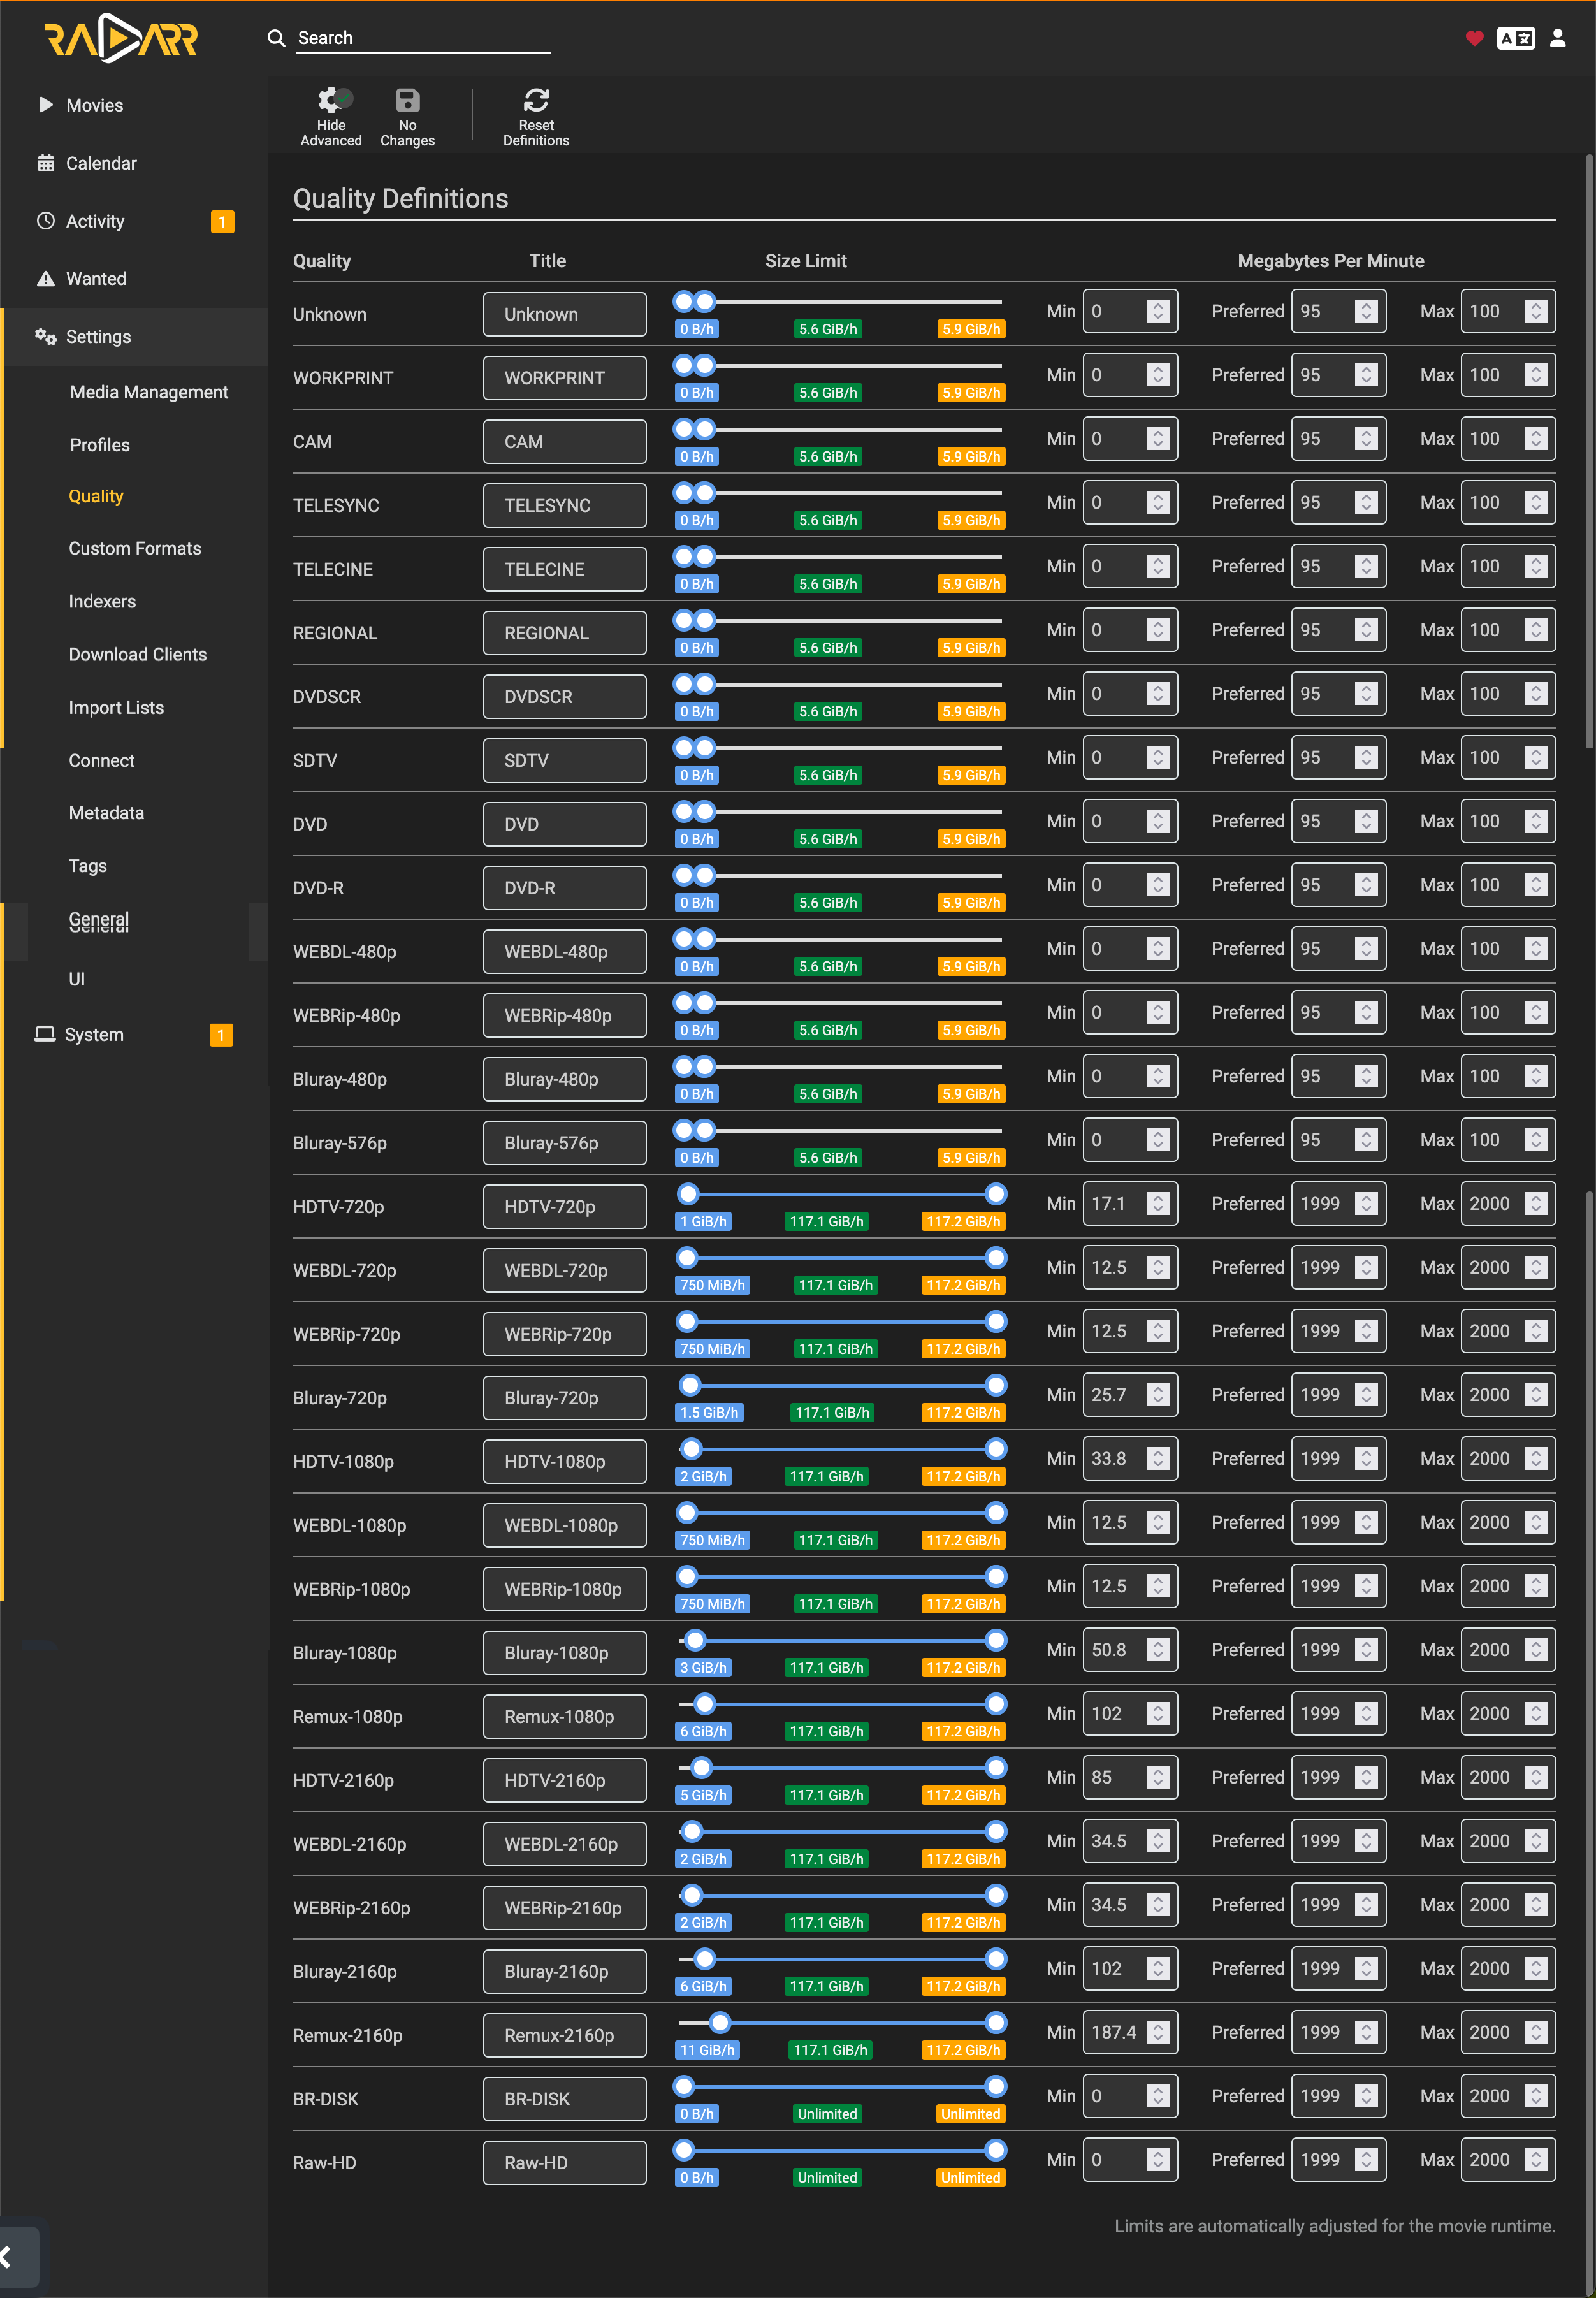 RADARR
Search
Movies
Calendar
Activity 1
Wanted
Settings
Media Management
Profiles
Quality
Custom Formats
Indexers
Download Clients
Import Lists
Connect
Metadata
Tags
General
General
UI
System 1
Hide Advanced
No Changes
Reset Definitions
Quality Definitions
Quality Title Size Limit Megabytes Per Minute
Unknown Unknown Min 0 Preferred 95 Max 100
0 B/h 5.6 GiB/h 5.9 GiB/h
WORKPRINT WORKPRINT Min 0 Preferred 95 Max 100
0 B/h 5.6 GiB/h 5.9 GiB/h
CAM CAM Min 0 Preferred 95 Max 100
0 B/h 5.6 GiB/h 5.9 GiB/h
TELESYNC TELESYNC Min 0 Preferred 95 Max 100
0 B/h 5.6 GiB/h 5.9 GiB/h
TELECINE TELECINE Min 0 Preferred 95 Max 100
0 B/h 5.6 GiB/h 5.9 GiB/h
REGIONAL REGIONAL Min 0 Preferred 95 Max 100
0 B/h 5.6 GiB/h 5.9 GiB/h
DVDSCR DVDSCR Min 0 Preferred 95 Max 100
0 B/h 5.6 GiB/h 5.9 GiB/h
SDTV SDTV Min 0 Preferred 95 Max 100
0 B/h 5.6 GiB/h 5.9 GiB/h
DVD DVD Min 0 Preferred 95 Max 100
0 B/h 5.6 GiB/h 5.9 GiB/h
DVD-R DVD-R Min 0 Preferred 95 Max 100
0 B/h 5.6 GiB/h 5.9 GiB/h
WEBDL-480p WEBDL-480p Min 0 Preferred 95 Max 100
0 B/h 5.6 GiB/h 5.9 GiB/h
WEBRip-480p WEBRip-480p Min 0 Preferred 95 Max 100
0 B/h 5.6 GiB/h 5.9 GiB/h
Bluray-480p Bluray-480p Min 0 Preferred 95 Max 100
0 B/h 5.6 GiB/h 5.9 GiB/h
Bluray-576p Bluray-576p Min 0 Preferred 95 Max 100
0 B/h 5.6 GiB/h 5.9 GiB/h
HDTV-720p HDTV-720p Min 17.1 Preferred 1999 Max 2000
1 GiB/h 117.1 GiB/h 117.2 GiB/h
WEBDL-720p WEBDL-720p Min 12.5 Preferred 1999 Max 2000
750 MiB/h 117.1 GiB/h 117.2 GiB/h
WEBRip-720p WEBRip-720p Min 12.5 Preferred 1999 Max 2000
750 MiB/h 117.1 GiB/h 117.2 GiB/h
Bluray-720p Bluray-720p Min 25.7 Preferred 1999 Max 2000
1.5 GiB/h 117.1 GiB/h 117.2 GiB/h
HDTV-1080p HDTV-1080p Min 33.8 Preferred 1999 Max 2000
2 GiB/h 117.1 GiB/h 117.2 GiB/h
WEBDL-1080p WEBDL-1080p Min 12.5 Preferred 1999 Max 2000
750 MiB/h 117.1 GiB/h 117.2 GiB/h
WEBRip-1080p WEBRip-1080p Min 12.5 Preferred 1999 Max 2000
750 MiB/h 117.1 GiB/h 117.2 GiB/h
Bluray-1080p Bluray-1080p Min 50.8 Preferred 1999 Max 2000
3 GiB/h 117.1 GiB/h 117.2 GiB/h
Remux-1080p Remux-1080p Min 102 Preferred 1999 Max 2000
6 GiB/h 117.1 GiB/h 117.2 GiB/h
HDTV-2160p HDTV-2160p Min 85 Preferred 1999 Max 2000
5 GiB/h 117.1 GiB/h 117.2 GiB/h
WEBDL-2160p WEBDL-2160p Min 34.5 Preferred 1999 Max 2000
2 GiB/h 117.1 GiB/h 117.2 GiB/h
WEBRip-2160p WEBRip-2160p Min 34.5 Preferred 1999 Max 2000
2 GiB/h 117.1 GiB/h 117.2 GiB/h
Bluray-2160p Bluray-2160p Min 102 Preferred 1999 Max 2000
6 GiB/h 117.1 GiB/h 117.2 GiB/h
Remux-2160p Remux-2160p Min 187.4 Preferred 1999 Max 2000
11 GiB/h 117.1 GiB/h 117.2 GiB/h
BR-DISK BR-DISK Min 0 Preferred 1999 Max 2000
0 B/h Unlimited Unlimited
Raw-HD Raw-HD Min 0 Preferred 1999 Max 2000
0 B/h Unlimited Unlimited
Limits are automatically adjusted for the movie runtime.